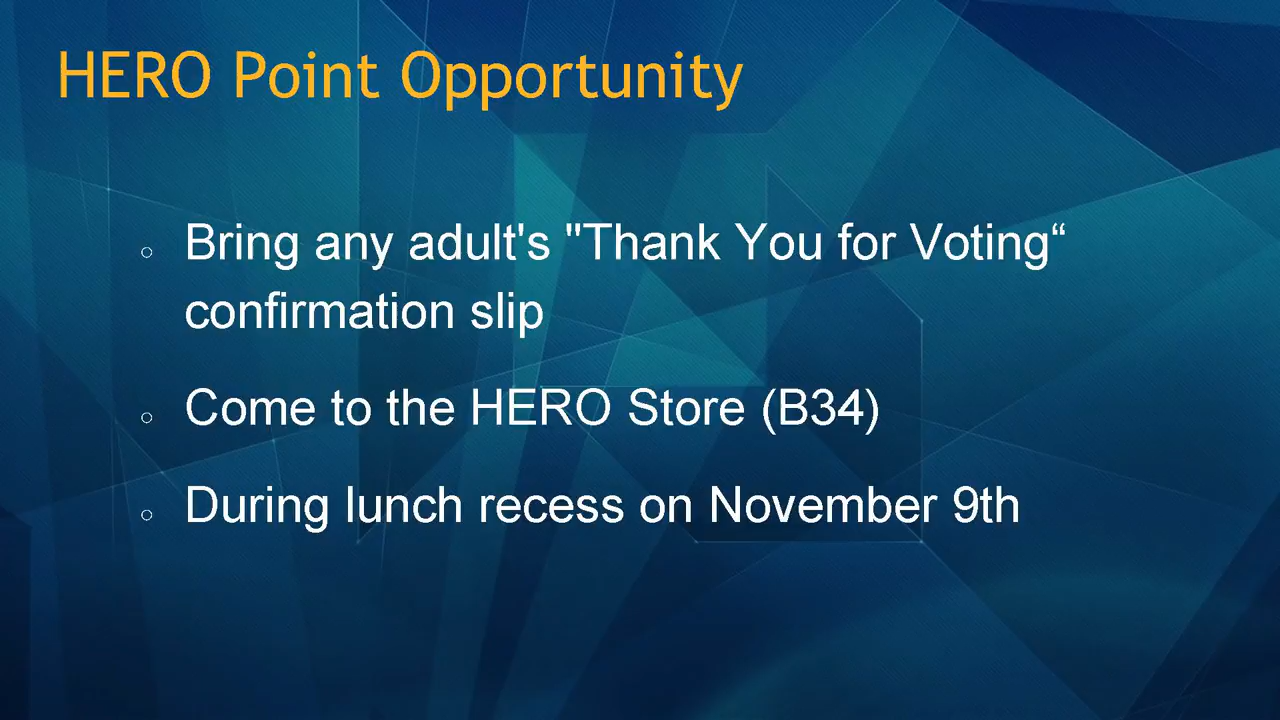 HERO Point Opportunity
○ Bring any adult's "Thank You for Voting“
confirmation slip
○ Come to the HERO Store (B34)
○ During lunch recess on November 9th